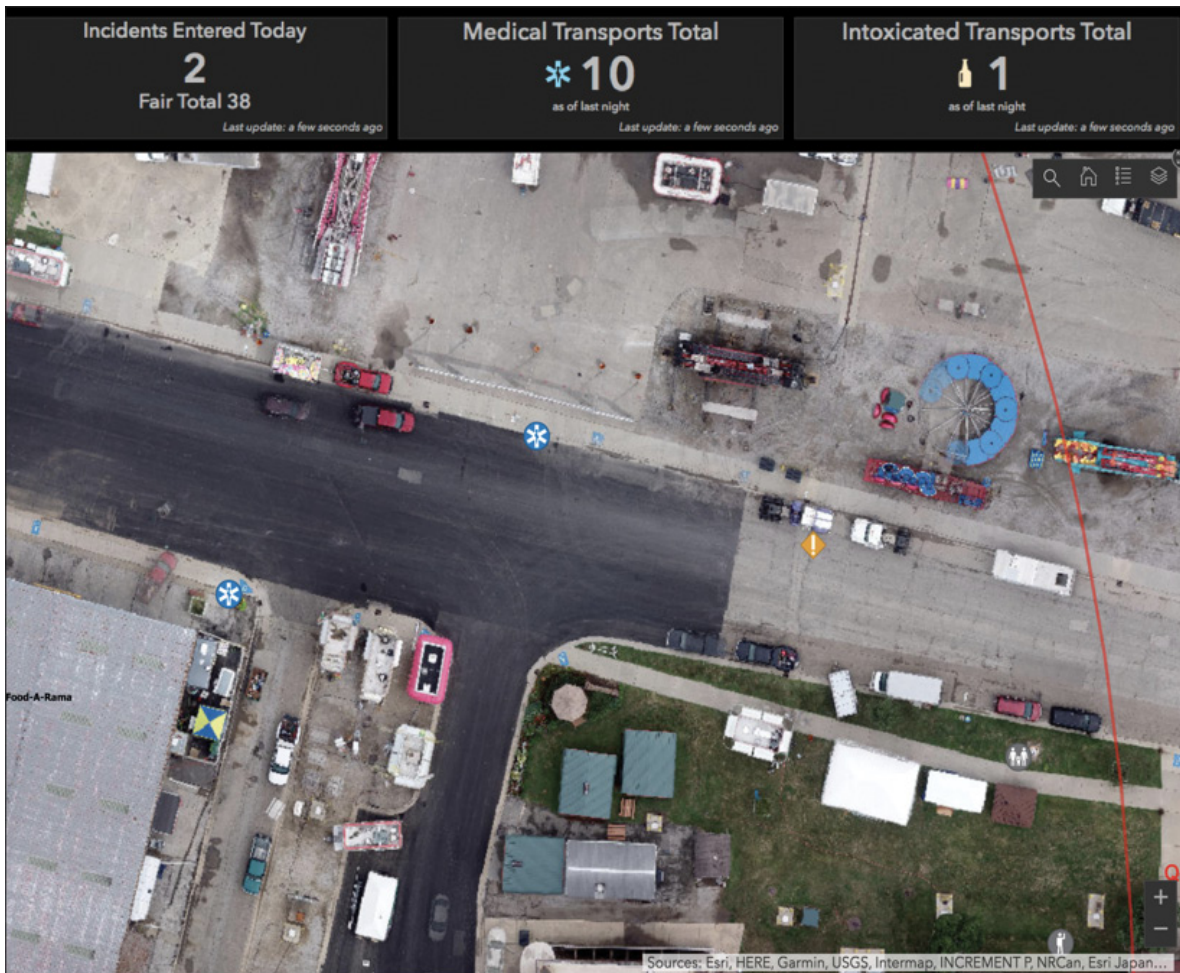 Incidents Entered Today
2
Fair Total 38
Last update: a few seconds ago
Medical Transports Total
10
as of last night
Last update: a few seconds ago
Intoxicated Transports Total
1
as of last night
Last update: a few seconds ago
Food-A-Rama
Q
+
−
Sources: Esri, HERE, Garmin, USGS, Intermap, INCREMENT P, NRCan, Esri Japan...